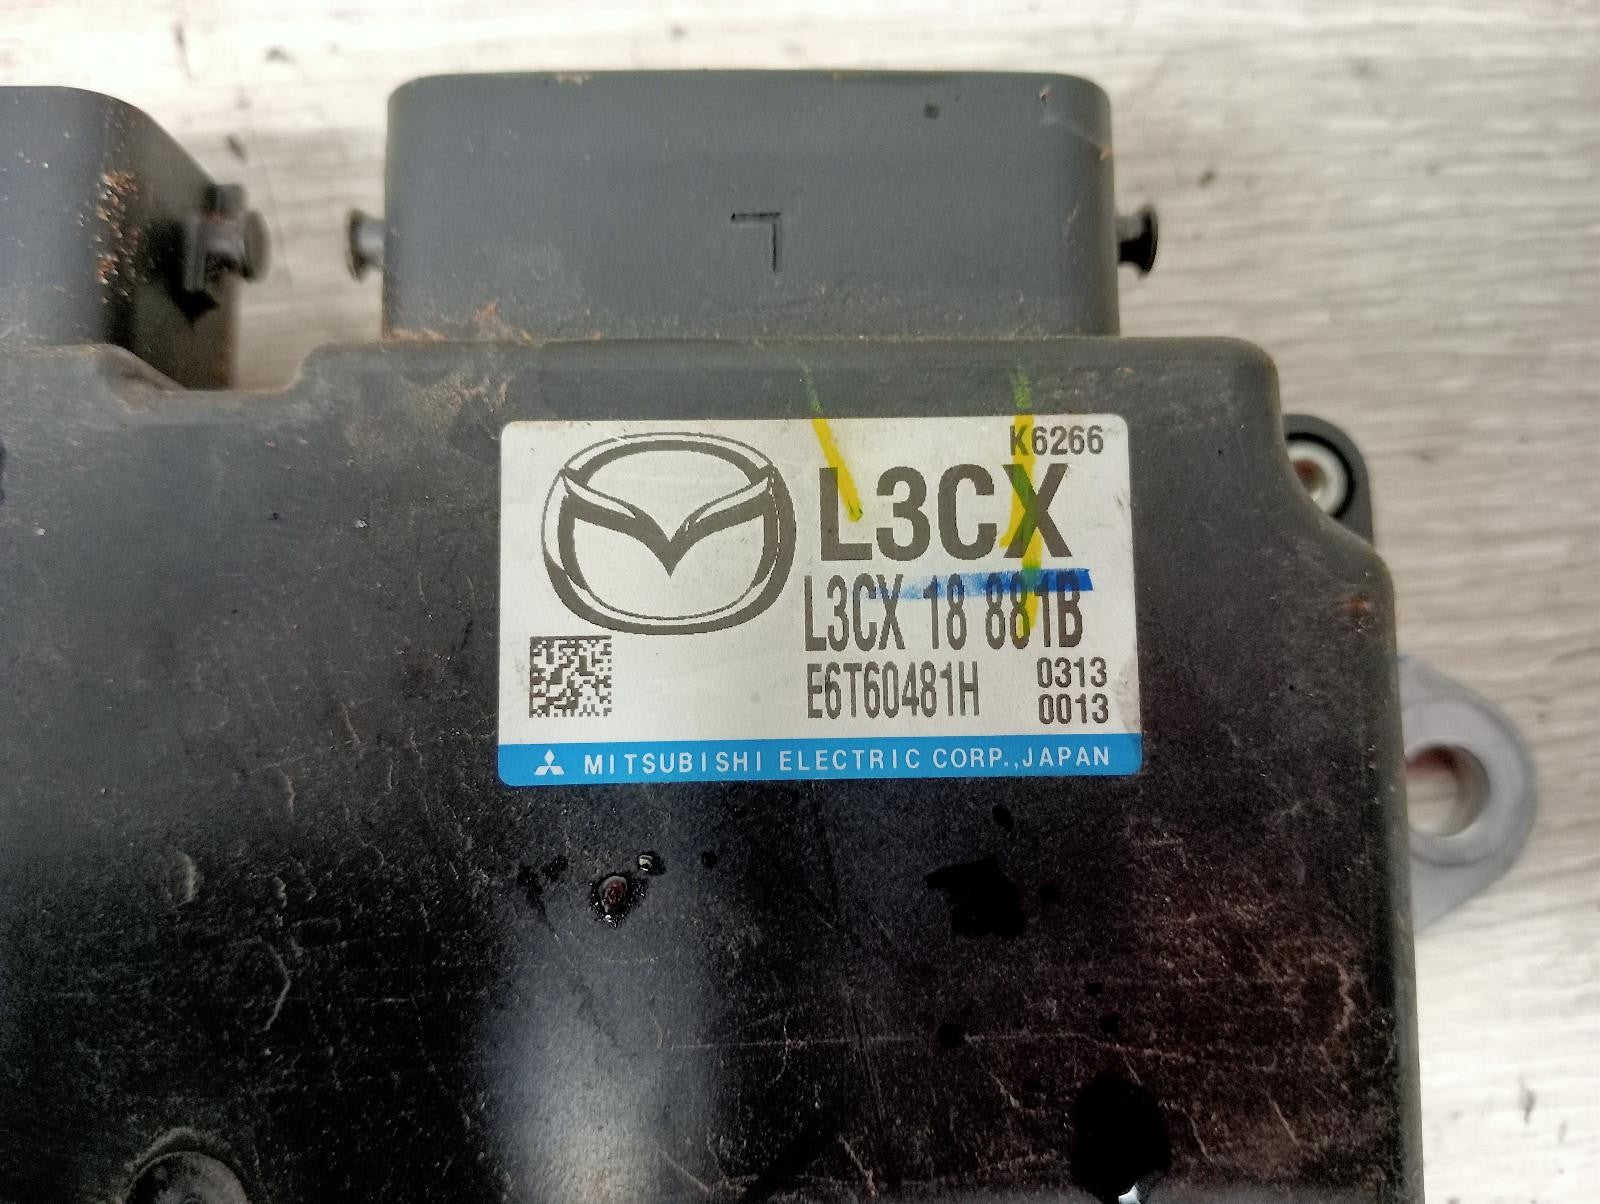 K6266
L3CX
L3CX 18 881B
E6T60481H 0313
0013
MITSUBISHI ELECTRIC CORP.,JAPAN